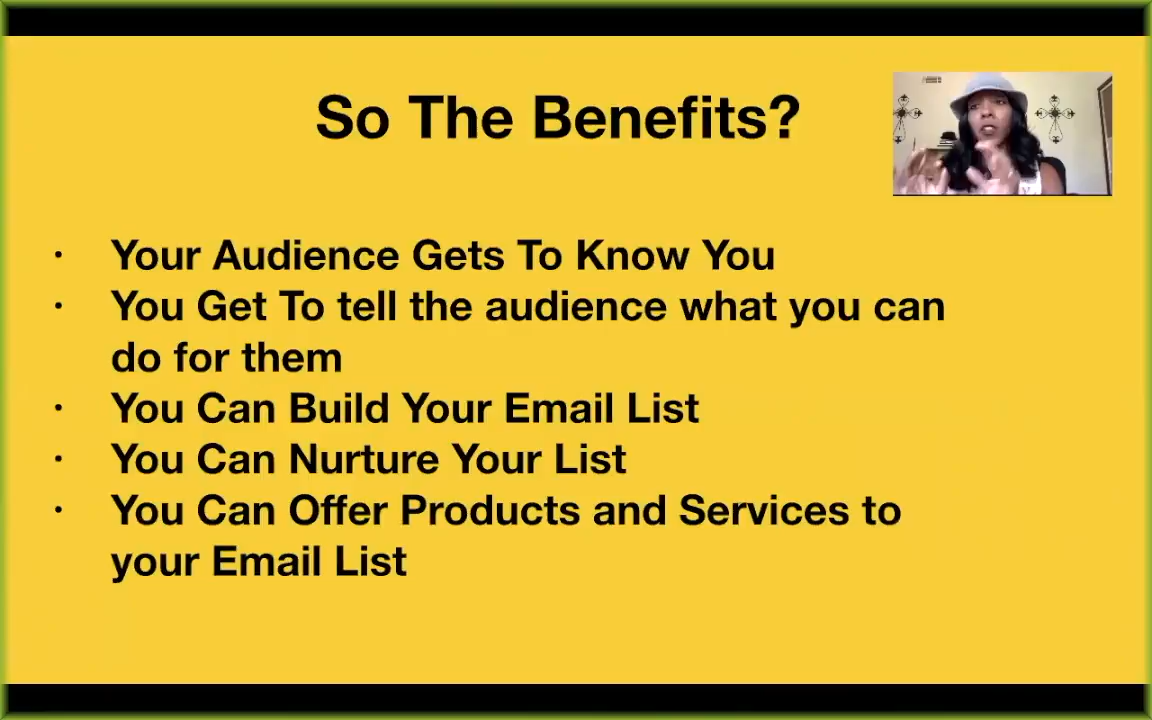 So The Benefits?
· Your Audience Gets To Know You
· You Get To tell the audience what you can
do for them
· You Can Build Your Email List
· You Can Nurture Your List
· You Can Offer Products and Services to
your Email List